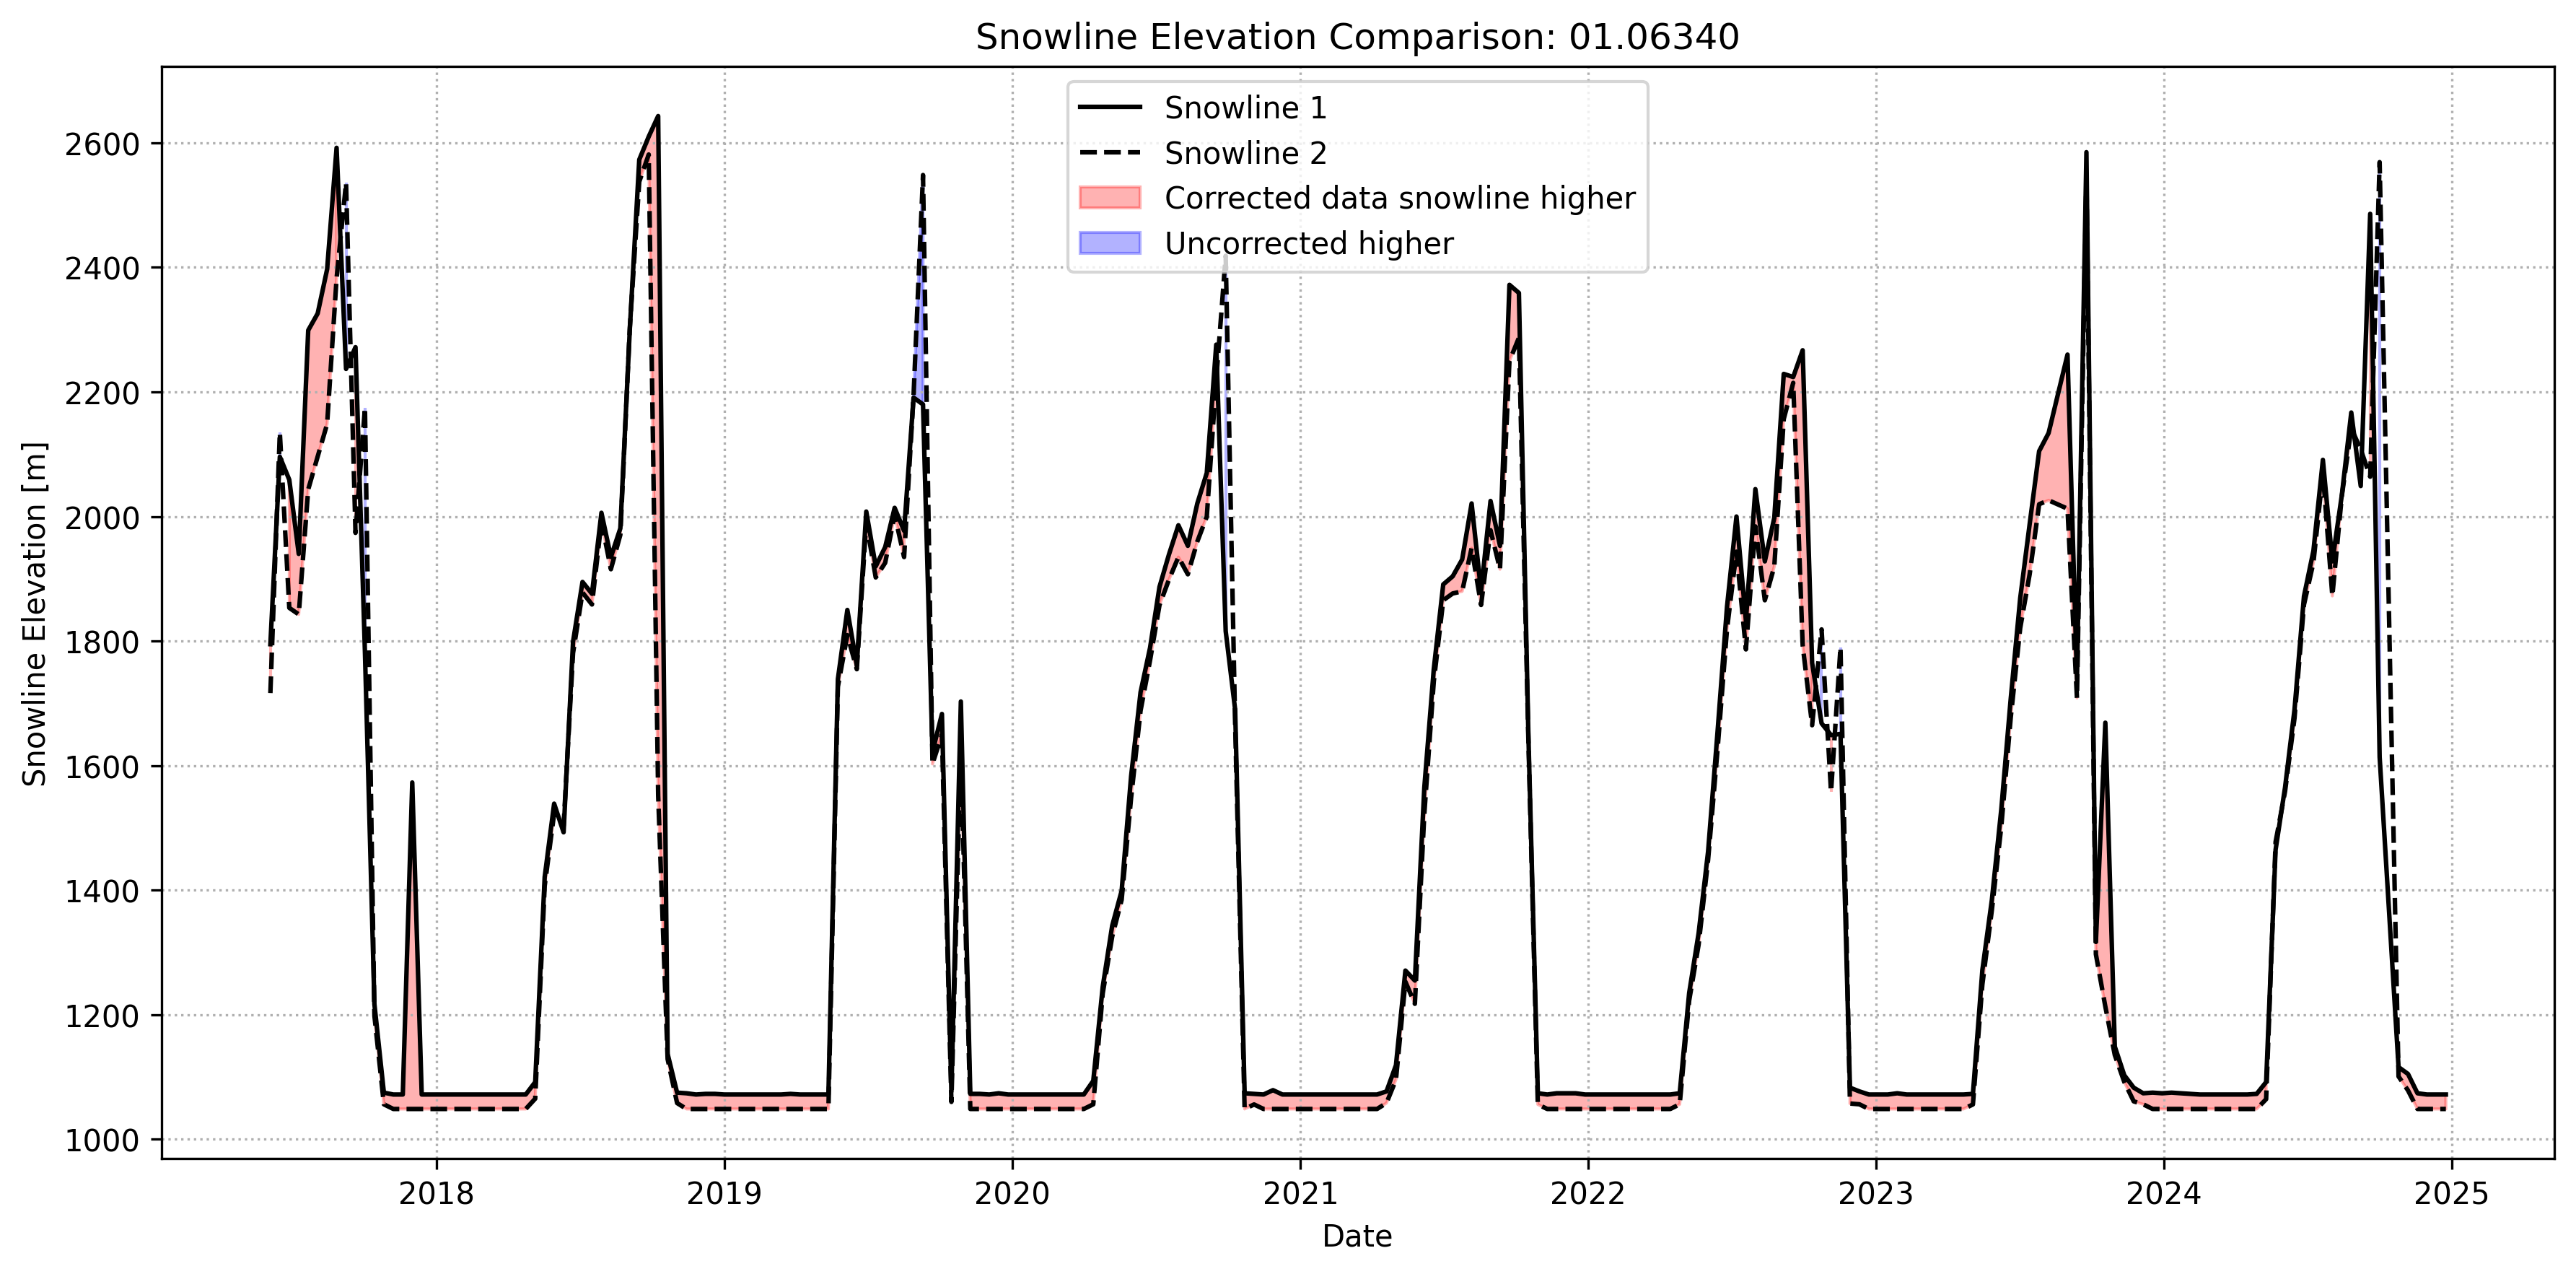 Snowline Elevation Comparison: 01.06340
Snowline 1
Snowline 2
Corrected data snowline higher
Uncorrected higher
2600
2400
2200
2000
1800
1600
1400
1200
1000
Snowline Elevation [m]
2018 2019 2020 2021 2022 2023 2024 2025
Date